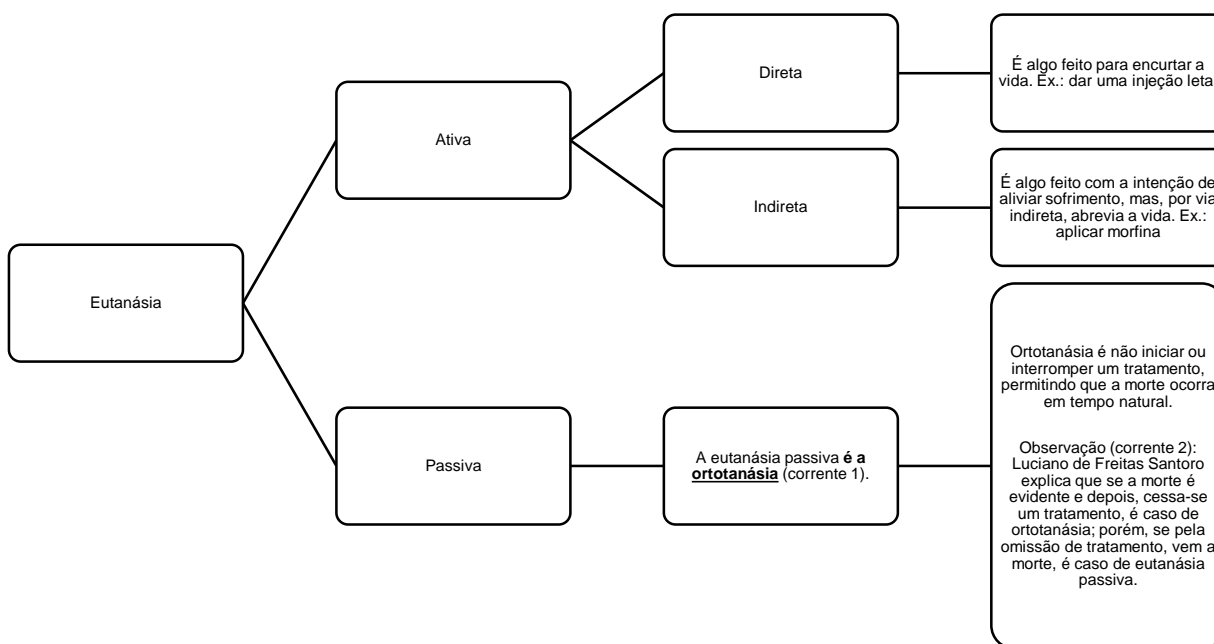 Eutanásia
Ativa
Direta
É algo feito para encurtar a
vida. Ex.: dar uma injeção leta
Indireta
É algo feito com a intenção de
aliviar sofrimento, mas, por via
indireta, abrevia a vida. Ex.:
aplicar morfina
Passiva
A eutanásia passiva é a
ortotanásia (corrente 1).
Ortotanásia é não iniciar ou
interromper um tratamento,
permitindo que a morte ocorra
em tempo natural.
Observação (corrente 2):
Luciano de Freitas Santoro
explica que se a morte é
evidente e depois, cessa-se
um tratamento, é caso de
ortotanásia; porém, se pela
omissão de tratamento, vem a
morte, é caso de eutanásia
passiva.